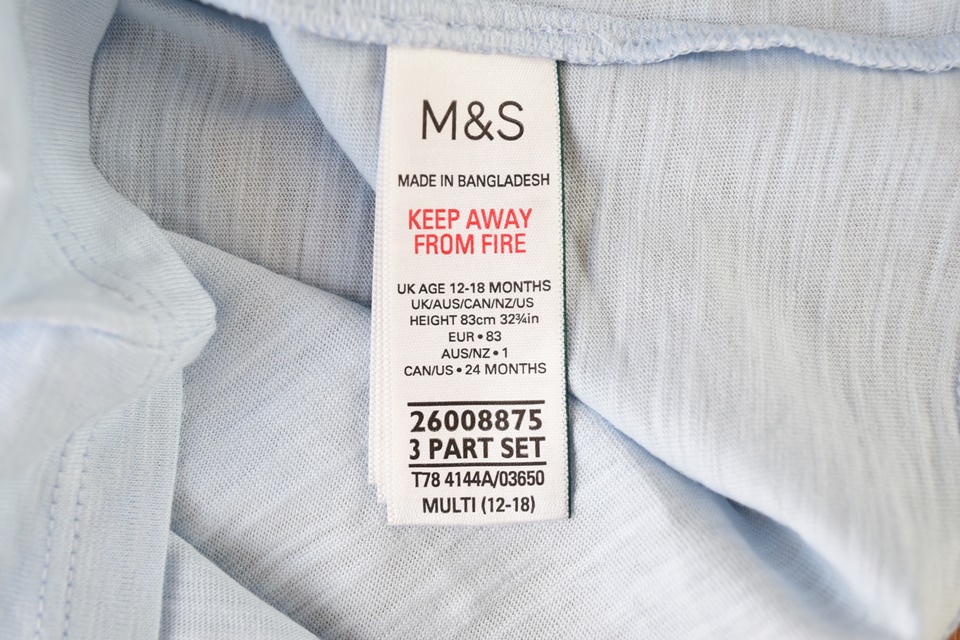 M&S
MADE IN BANGLADESH
KEEP AWAY
FROM FIRE
UK AGE 12-18 MONTHS
UK/AUS/CAN/NZ/US
HEIGHT 83cm 32¾in
EUR • 83
AUS/NZ • 1
CAN/US • 24 MONTHS
26008875
3 PART SET
T78 4144A/03650
MULTI (12-18)